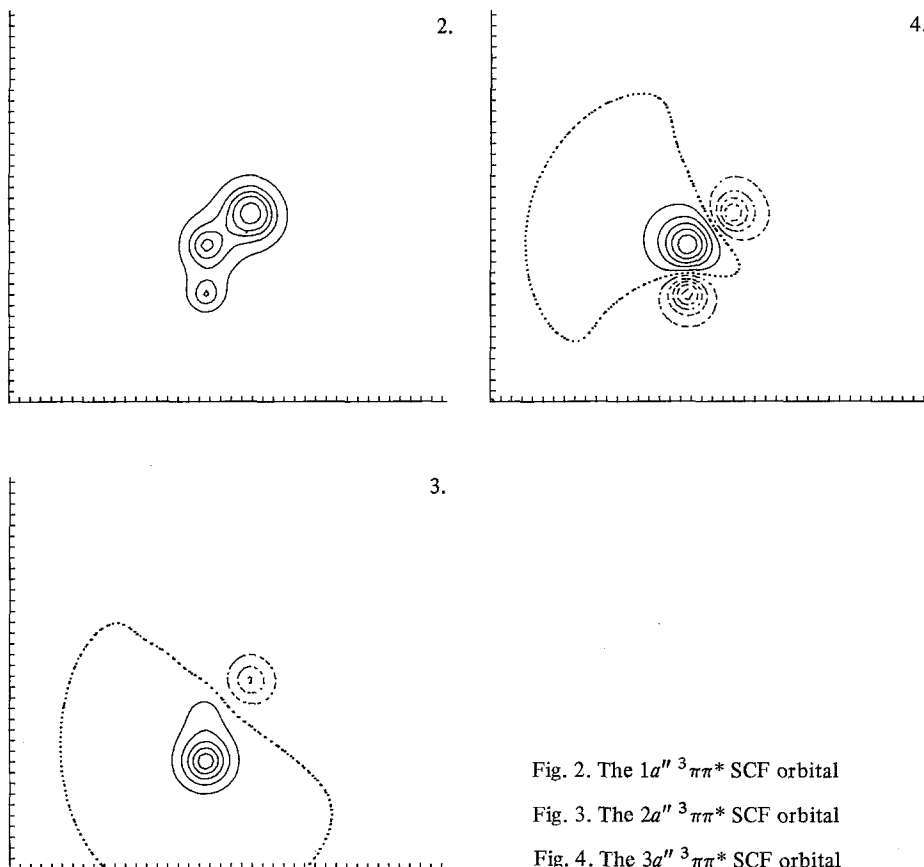 2.
4.
3.
Fig. 2. The 1a″ ³ππ* SCF orbital
Fig. 3. The 2a″ ³ππ* SCF orbital
Fig. 4. The 3a″ ³ππ* SCF orbital